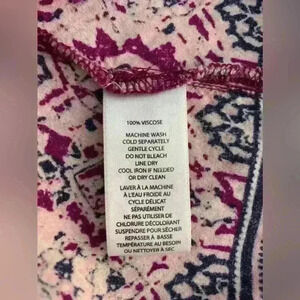 100% VISCOSE
MACHINE WASH
COLD SEPARATELY
GENTLE CYCLE
DO NOT BLEACH
LINE DRY
COOL IRON IF NEEDED
OR DRY CLEAN
LAVER À LA MACHINE
À L'EAU FROIDE AU
CYCLE DÉLICAT
SÉPARÉMENT
NE PAS UTILISER DE
CHLORURE DÉCOLORANT
SUSPENDRE POUR SÉCHER
REPASSER À BASSE
TEMPÉRATURE AU BESOIN
OU NETTOYER À SEC